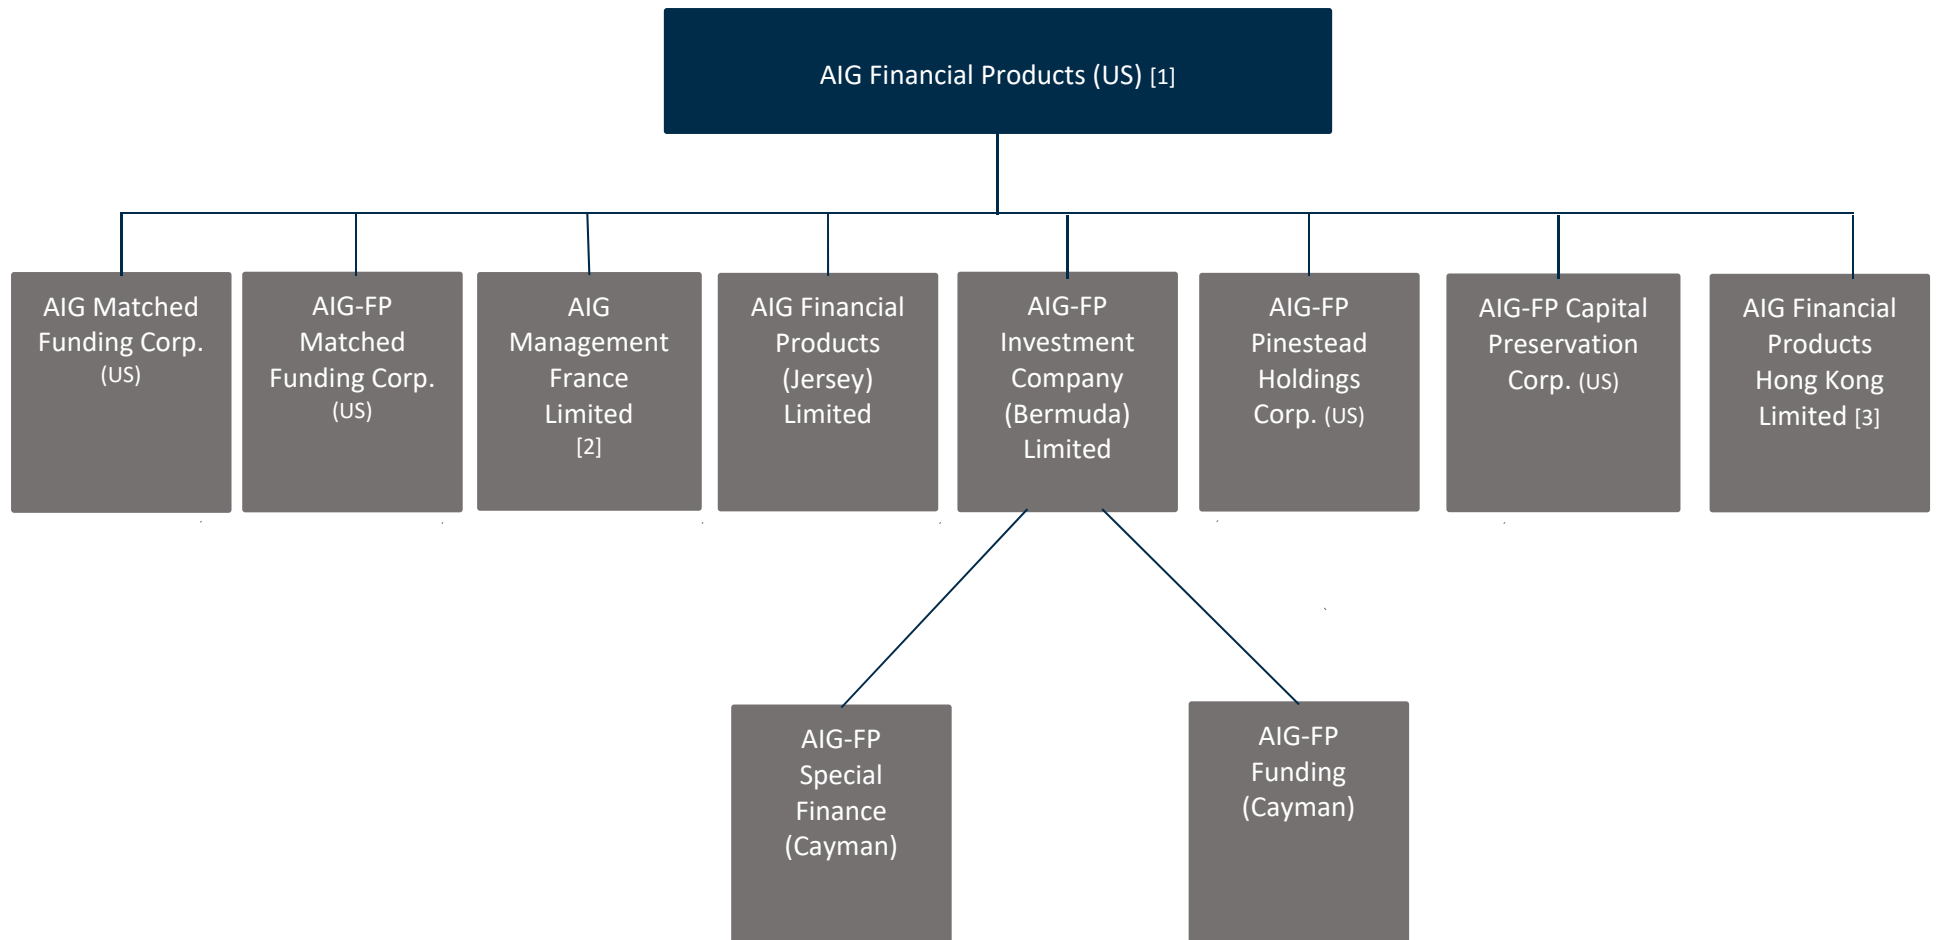 AIG Financial Products (US) [1]
AIG Matched
Funding Corp.
(US)
AIG-FP
Matched
Funding Corp.
(US)
AIG
Management
France
Limited
[2]
AIG Financial
Products
(Jersey)
Limited
AIG-FP
Investment
Company
(Bermuda)
Limited
AIG-FP
Pinestead
Holdings
Corp. (US)
AIG-FP Capital
Preservation
Corp. (US)
AIG Financial
Products
Hong Kong
Limited [3]
AIG-FP
Special
Finance
(Cayman)
AIG-FP
Funding
(Cayman)